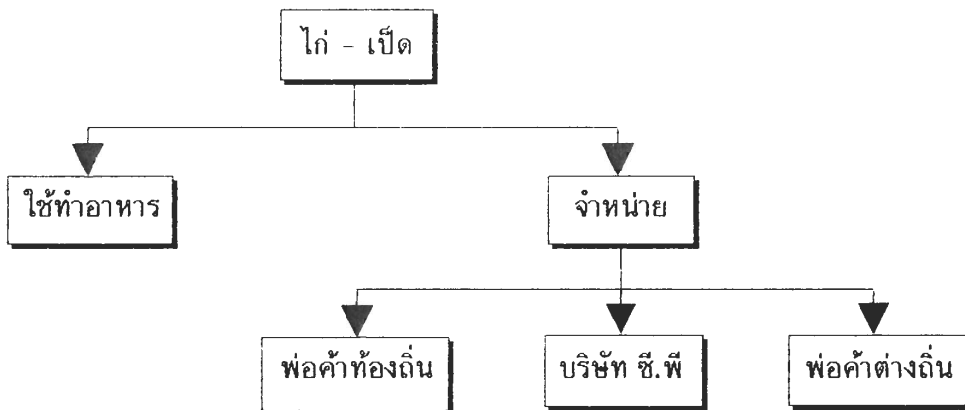 ไก่ - เป็ด
ใช้ทำอาหาร
จำหน่าย
พ่อค้าท้องถิ่น
บริษัท ซี.พี
พ่อค้าต่างถิ่น